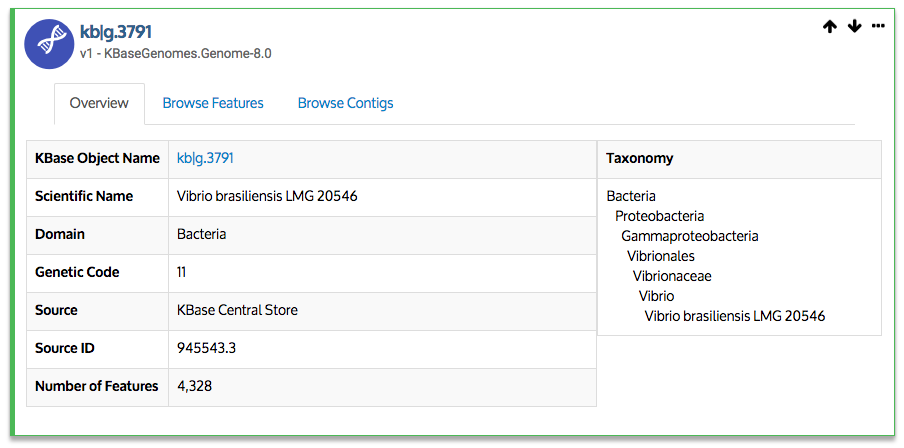 kb|g.3791
v1 - KBaseGenomes.Genome-8.0
Overview
Browse Features
Browse Contigs
KBase Object Name kb|g.3791
Scientific Name Vibrio brasiliensis LMG 20546
Domain Bacteria
Genetic Code 11
Source KBase Central Store
Source ID 945543.3
Number of Features 4,328
Taxonomy
Bacteria
Proteobacteria
Gammaproteobacteria
Vibrionales
Vibrionaceae
Vibrio
Vibrio brasiliensis LMG 20546